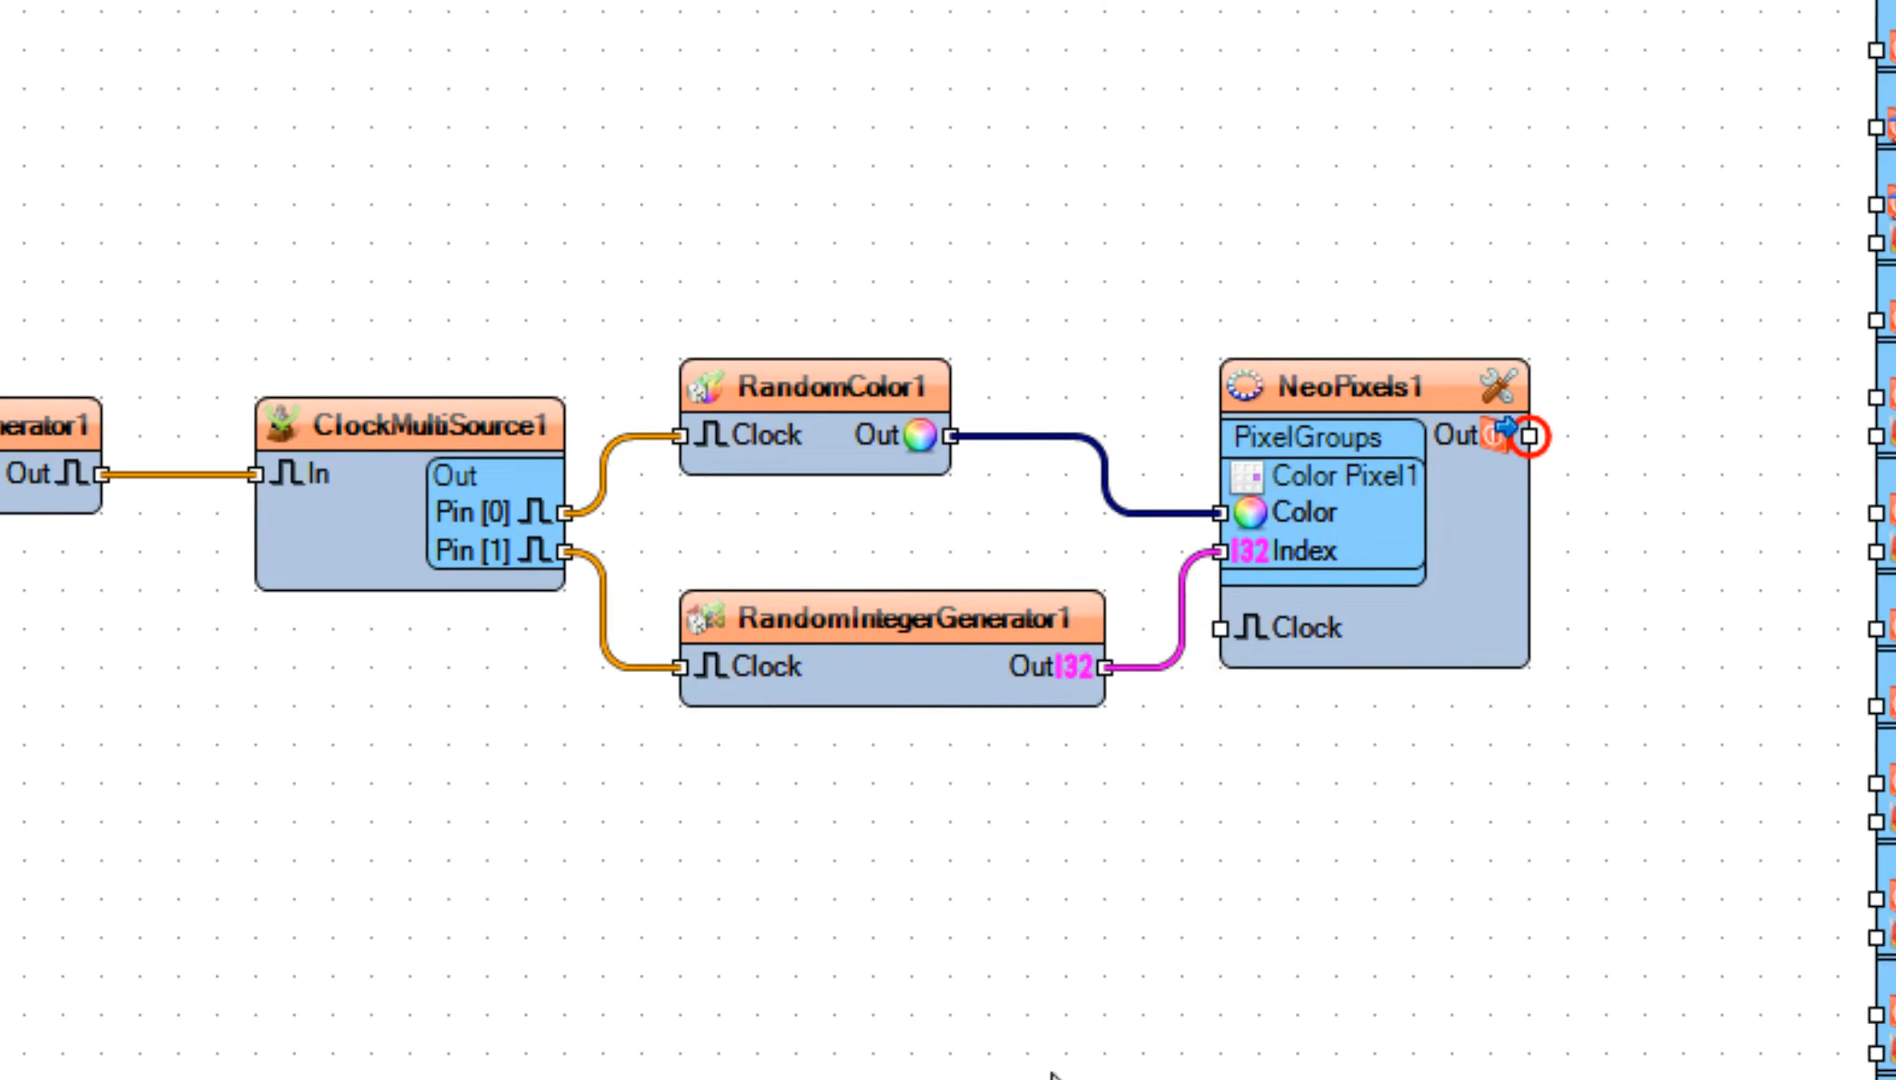 nerator1
Out
ClockMultiSource1
In
Out
Pin [0]
Pin [1]
RandomColor1
Clock Out
RandomIntegerGenerator1
Clock Out I32
NeoPixels1
PixelGroups Out
Color Pixel1
Color
I32 Index
Clock